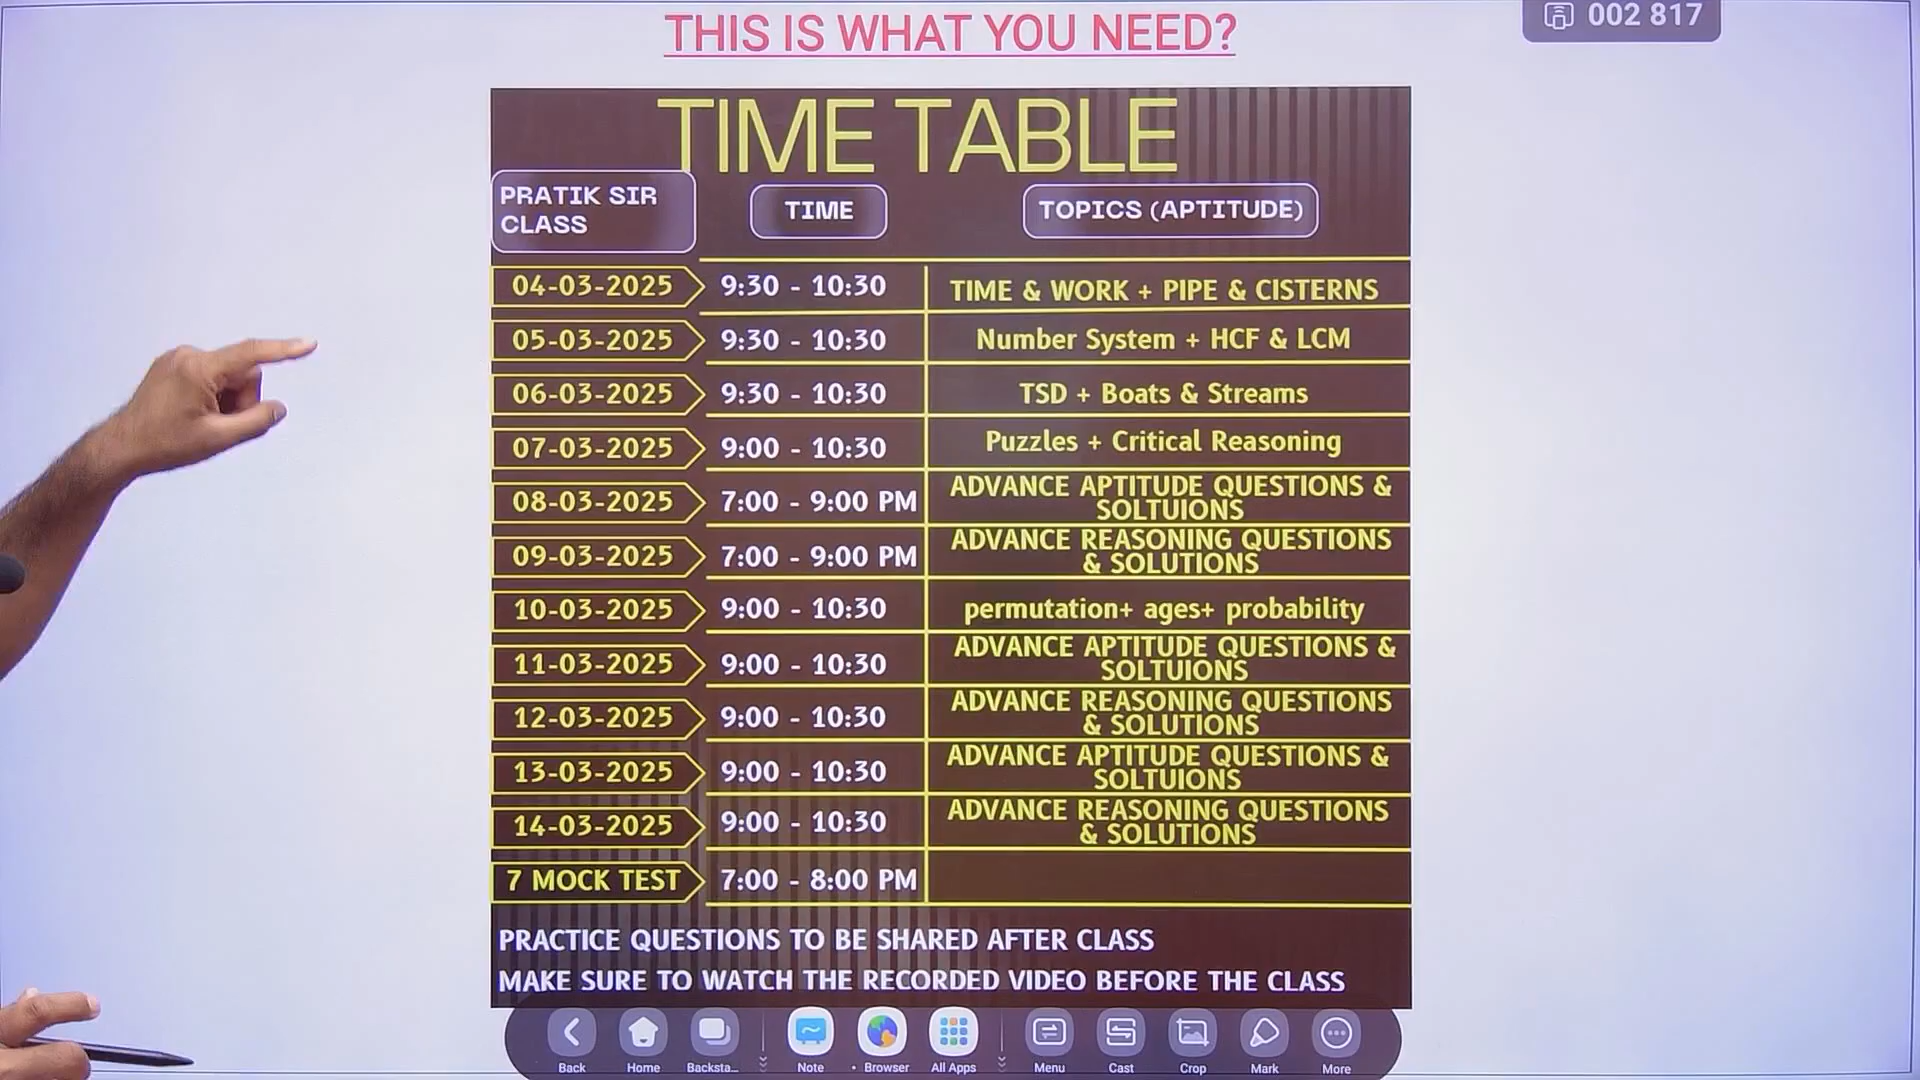 THIS IS WHAT YOU NEED?
002 817
TIME TABLE
PRATIK SIR
CLASS
TIME
TOPICS (APTITUDE)
04-03-2025 9:30 - 10:30 TIME & WORK + PIPE & CISTERNS
05-03-2025 9:30 - 10:30 Number System + HCF & LCM
06-03-2025 9:30 - 10:30 TSD + Boats & Streams
07-03-2025 9:00 - 10:30 Puzzles + Critical Reasoning
08-03-2025 7:00 - 9:00 PM ADVANCE APTITUDE QUESTIONS &
SOLTUIONS
09-03-2025 7:00 - 9:00 PM ADVANCE REASONING QUESTIONS
& SOLUTIONS
10-03-2025 9:00 - 10:30 permutation+ ages+ probability
11-03-2025 9:00 - 10:30 ADVANCE APTITUDE QUESTIONS &
SOLTUIONS
12-03-2025 9:00 - 10:30 ADVANCE REASONING QUESTIONS
& SOLUTIONS
13-03-2025 9:00 - 10:30 ADVANCE APTITUDE QUESTIONS &
SOLTUIONS
14-03-2025 9:00 - 10:30 ADVANCE REASONING QUESTIONS
& SOLUTIONS
7 MOCK TEST 7:00 - 8:00 PM
PRACTICE QUESTIONS TO BE SHARED AFTER CLASS
MAKE SURE TO WATCH THE RECORDED VIDEO BEFORE THE CLASS
Back Home Backsta... Note Browser All Apps Menu Cast Crop Mark More